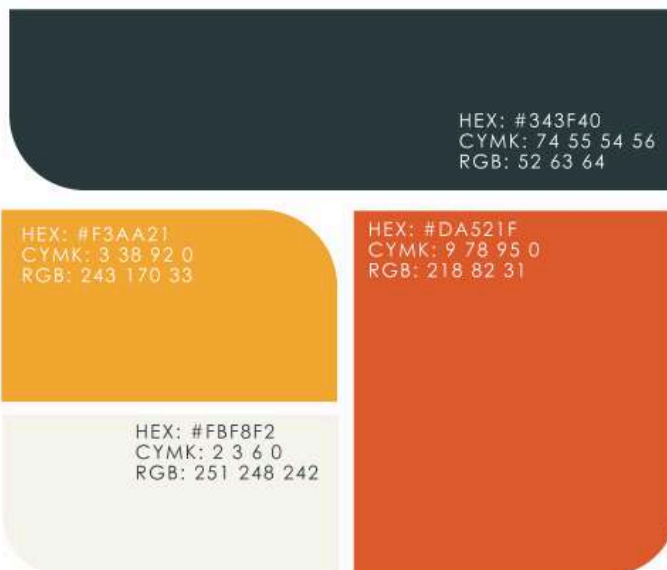 HEX: #343F40
CYMK: 74 55 54 56
RGB: 52 63 64
HEX: #F3AA21
CYMK: 3 38 92 0
RGB: 243 170 33
HEX: #DA521F
CYMK: 9 78 95 0
RGB: 218 82 31
HEX: #FBF8F2
CYMK: 2 3 6 0
RGB: 251 248 242